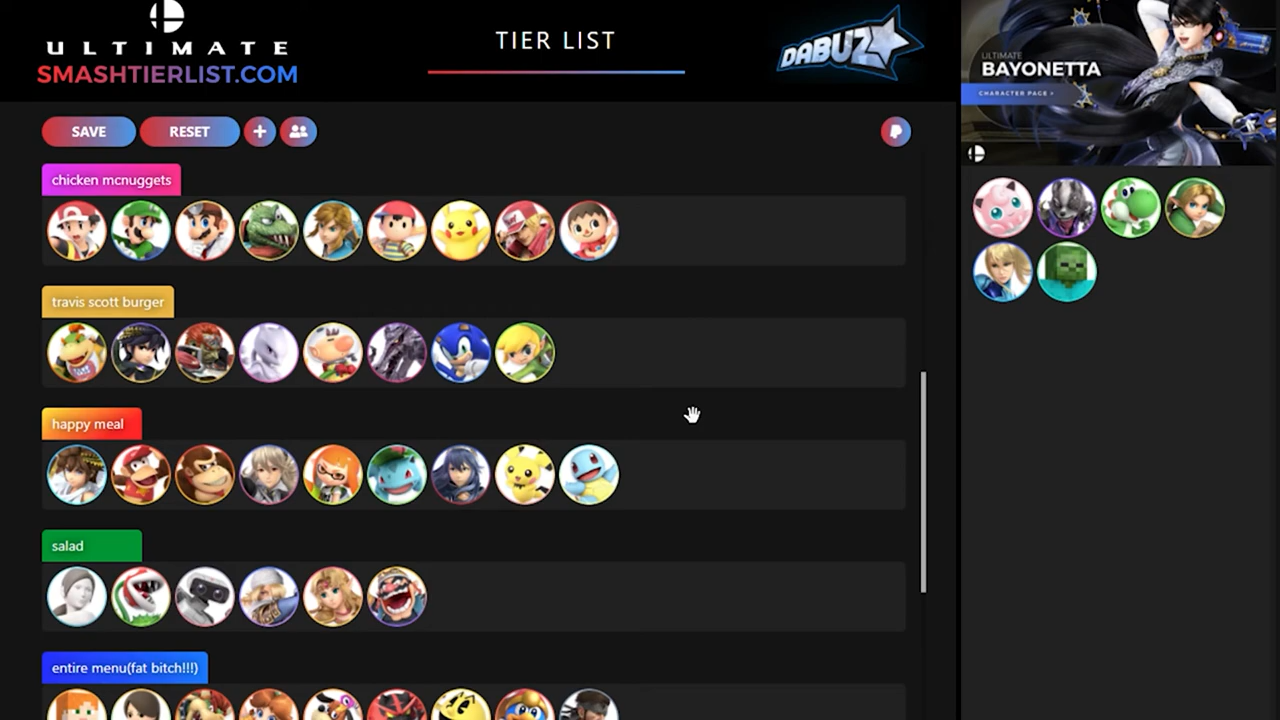 ULTIMATE
SMASHTIERLIST.COM
TIER LIST
DABUZ
ULTIMATE
BAYONETTA
CHARACTER PAGE >
SAVE
RESET
+
chicken mcnuggets
travis scott burger
happy meal
salad
entire menu(fat bitch!!!)